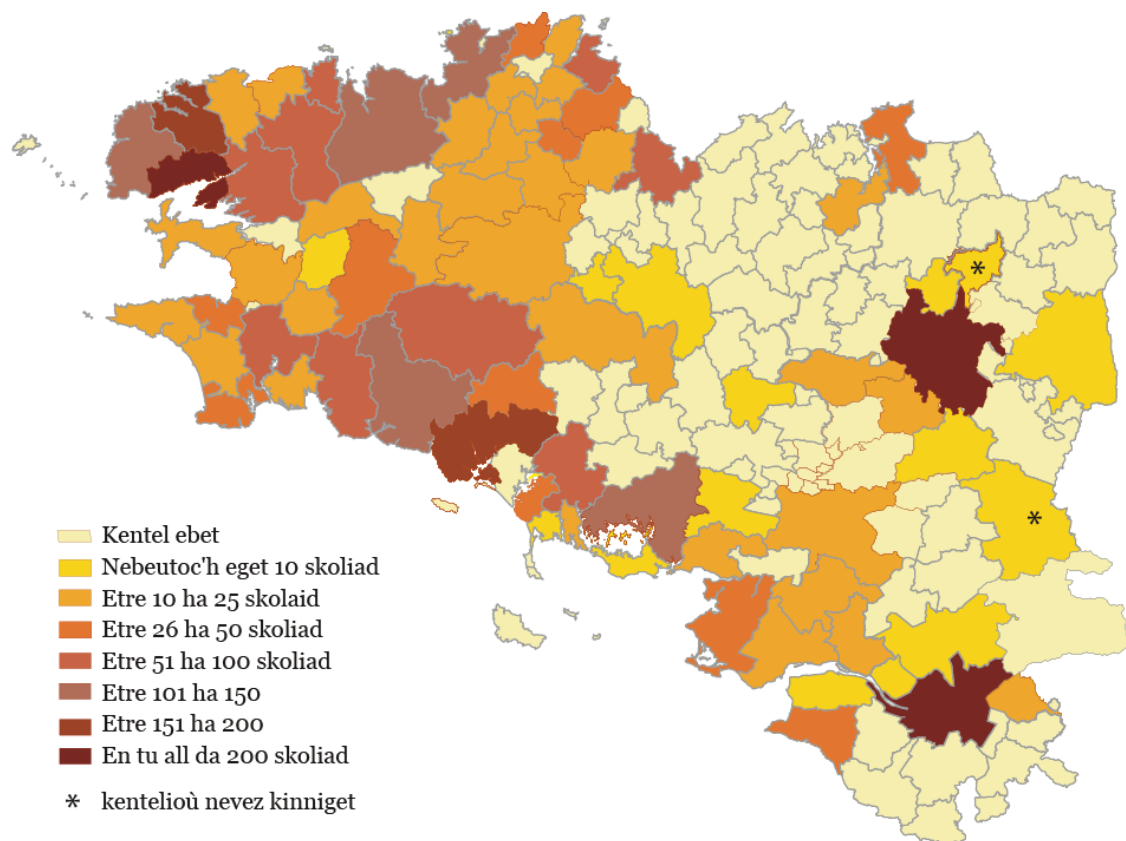 *
*
Kentel ebet
Nebeutoc'h eget 10 skoliad
Etre 10 ha 25 skolaid
Etre 26 ha 50 skoliad
Etre 51 ha 100 skoliad
Etre 101 ha 150
Etre 151 ha 200
En tu all da 200 skoliad
* kentelioù nevez kinniget